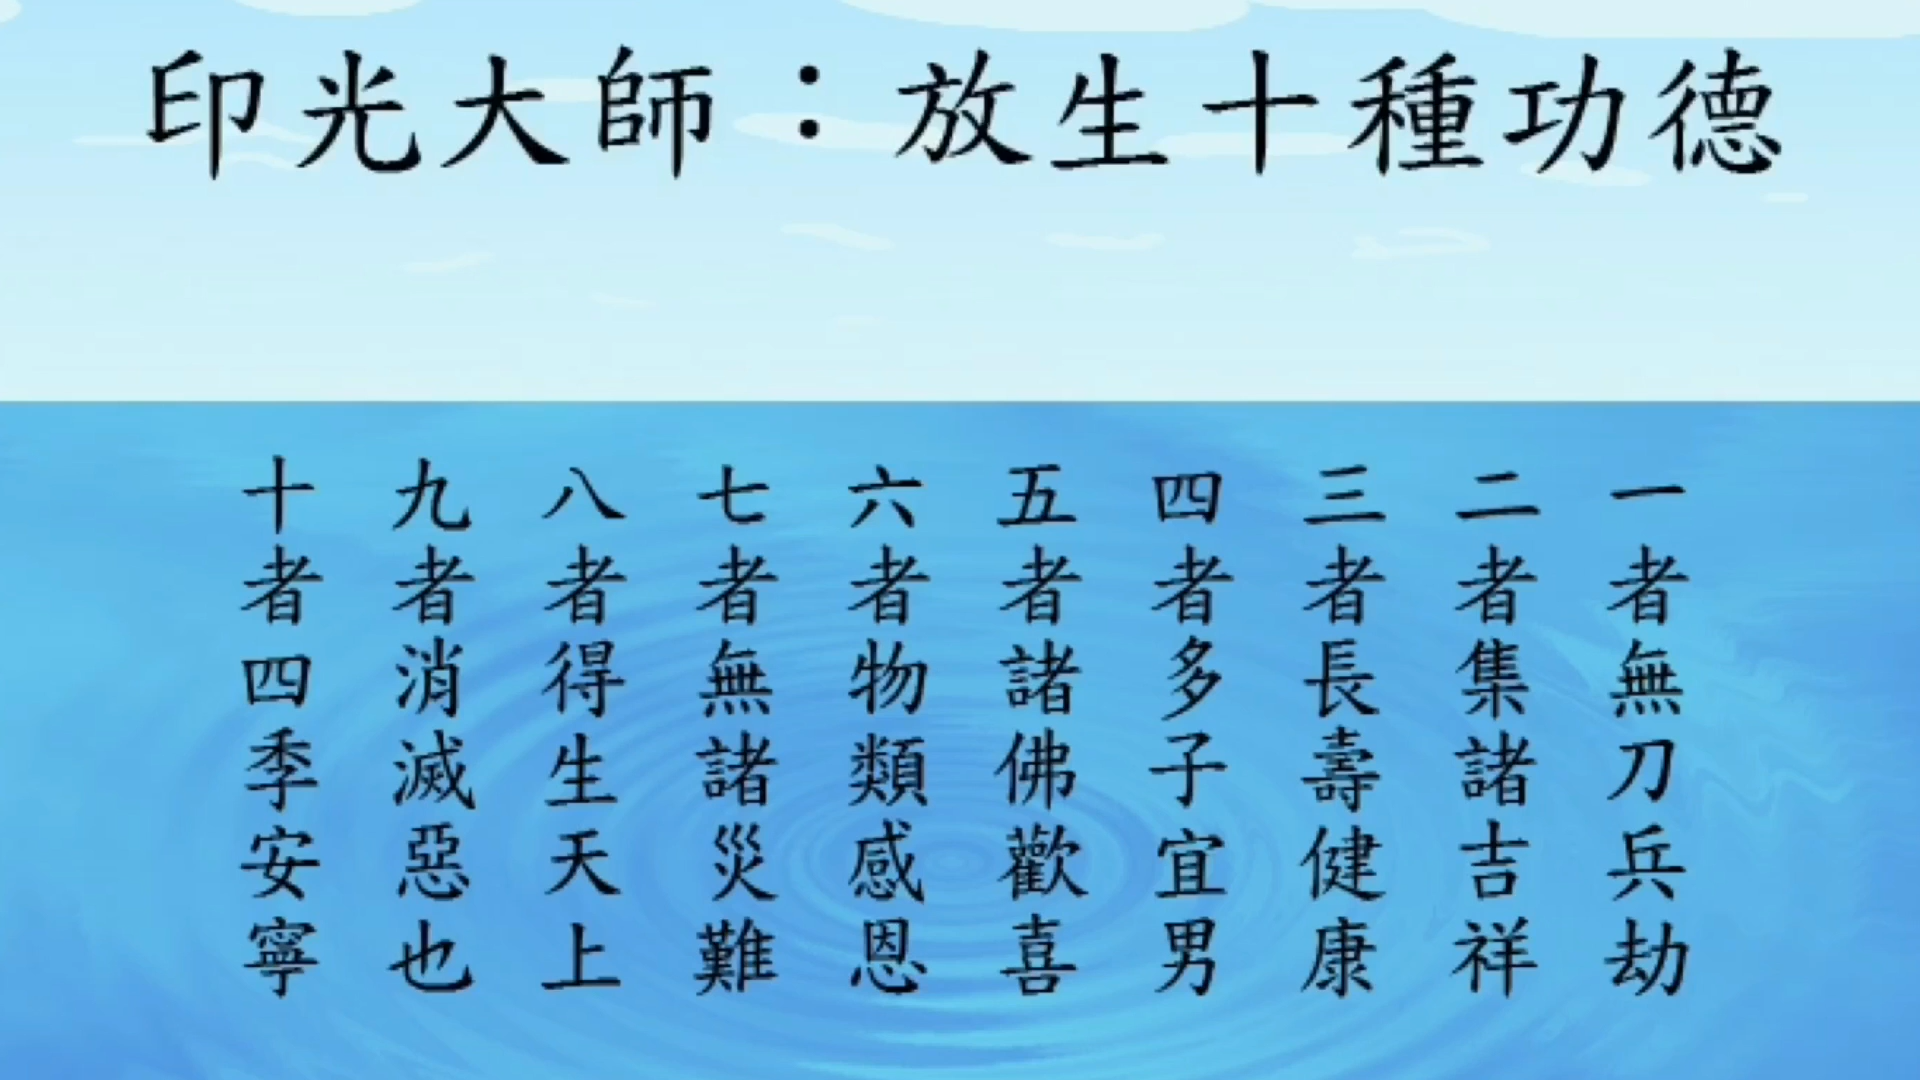 印光大師：放生十種功德
一者無刀兵劫
二者集諸吉祥
三者長壽健康
四者多子宜男
五者諸佛歡喜
六者物類感恩
七者無諸災難
八者得生天上
九者消滅惡也
十者四季安寧